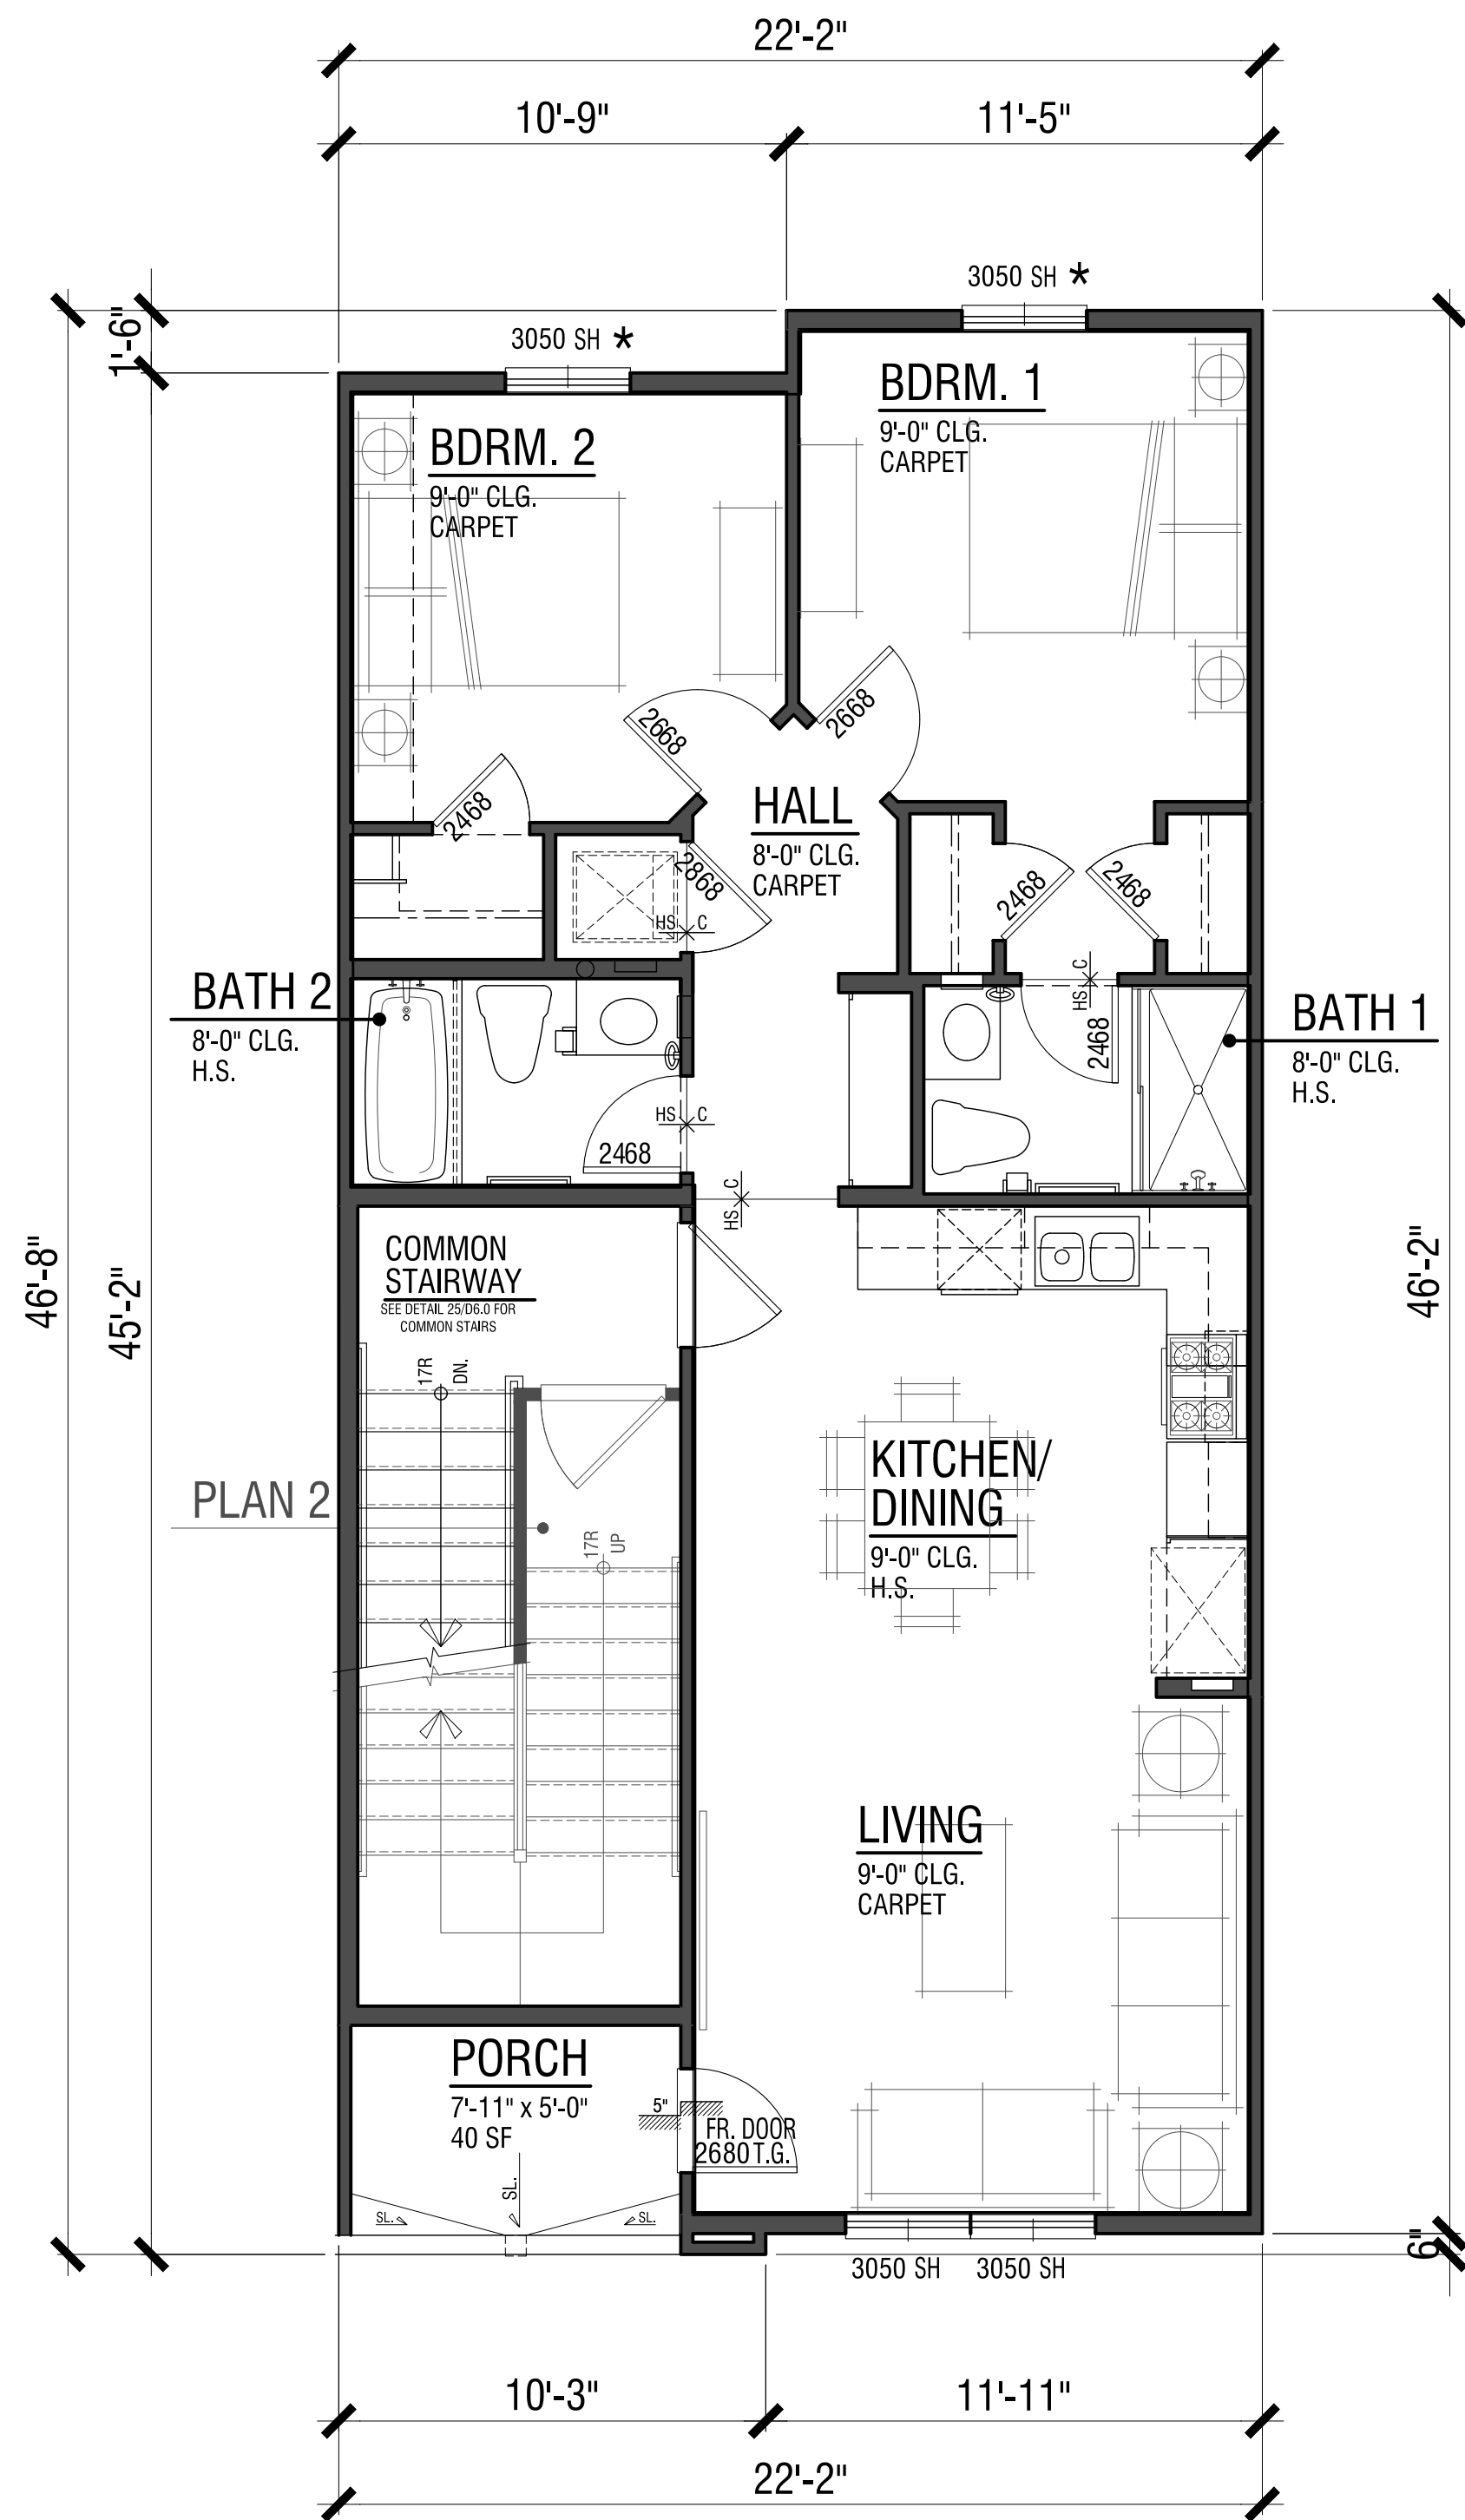 22'-2"
10'-9"
11'-5"
3050 SH *
3050 SH *
1'-6"
BDRM. 1
9'-0" CLG.
CARPET
BDRM. 2
9'-0" CLG.
CARPET
2668
2668
2468
HALL
8'-0" CLG.
CARPET
2868
2468
2468
HS C
HS C
BATH 2
8'-0" CLG.
H.S.
BATH 1
8'-0" CLG.
H.S.
2468
HS C
2468
HS C
46'-8"
45'-2"
46'-2"
COMMON
STAIRWAY
SEE DETAIL 25/D6.0 FOR
COMMON STAIRS
17R
DN.
PLAN 2
17R
UP
KITCHEN/
DINING
9'-0" CLG.
H.S.
LIVING
9'-0" CLG.
CARPET
PORCH
7'-11" x 5'-0"
40 SF
5"
FR. DOOR
2680 T.G.
SL.
SL.
SL.
3050 SH
3050 SH
6"
10'-3"
11'-11"
22'-2"